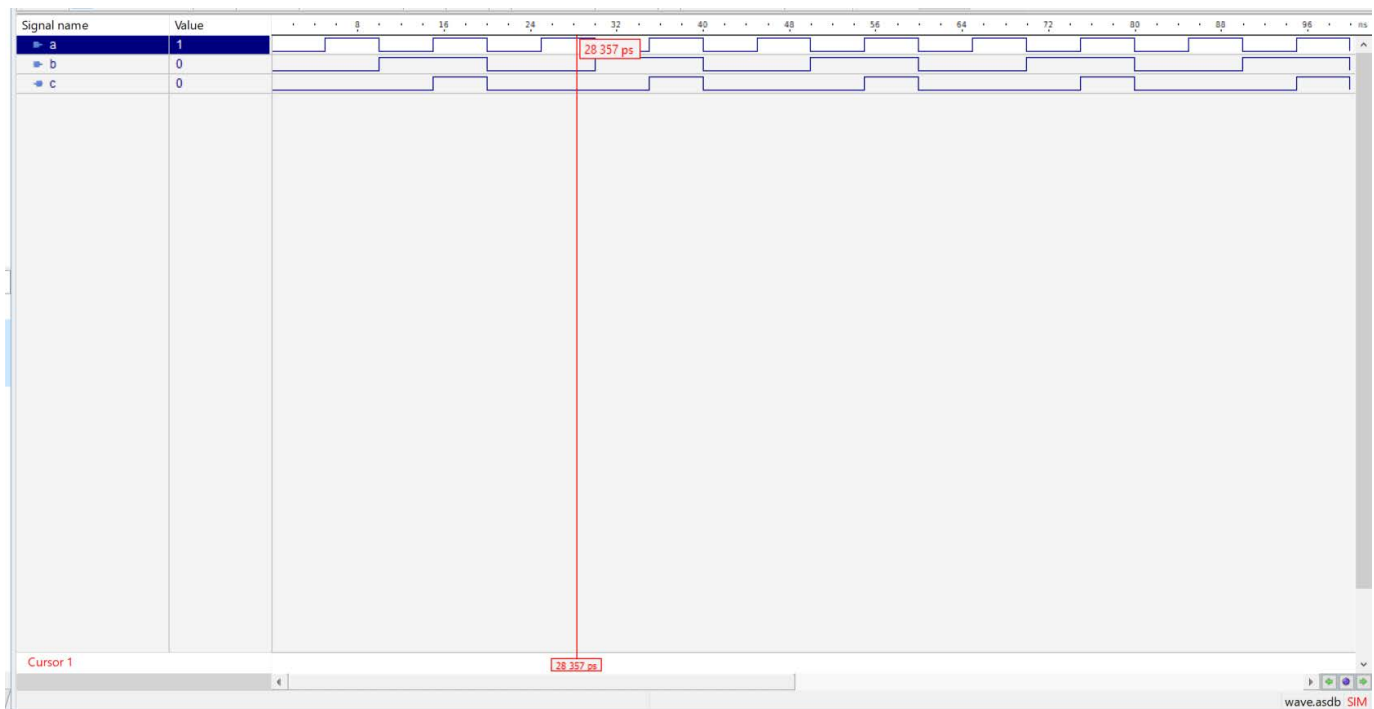 Signal name Value 8 16 24 32 40 48 56 64 72 80 88 96 ns
a 1
28 357 ps
b 0
c 0
Cursor 1 28 357 ps
wave.asdb SIM